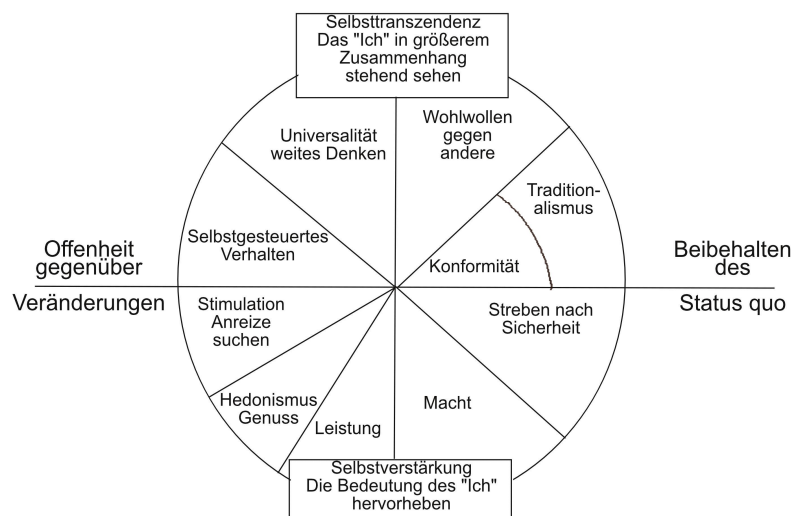 Selbsttranszendenz
Das "Ich" in größerem
Zusammenhang
stehend sehen
Universalität
weites Denken
Wohlwollen
gegen
andere
Tradition-
alismus
Selbstgesteuertes
Verhalten
Konformität
Offenheit
gegenüber
Veränderungen
Beibehalten
des
Status quo
Stimulation
Anreize
suchen
Streben nach
Sicherheit
Hedonismus
Genuss
Leistung
Macht
Selbstverstärkung
Die Bedeutung des "Ich"
hervorheben